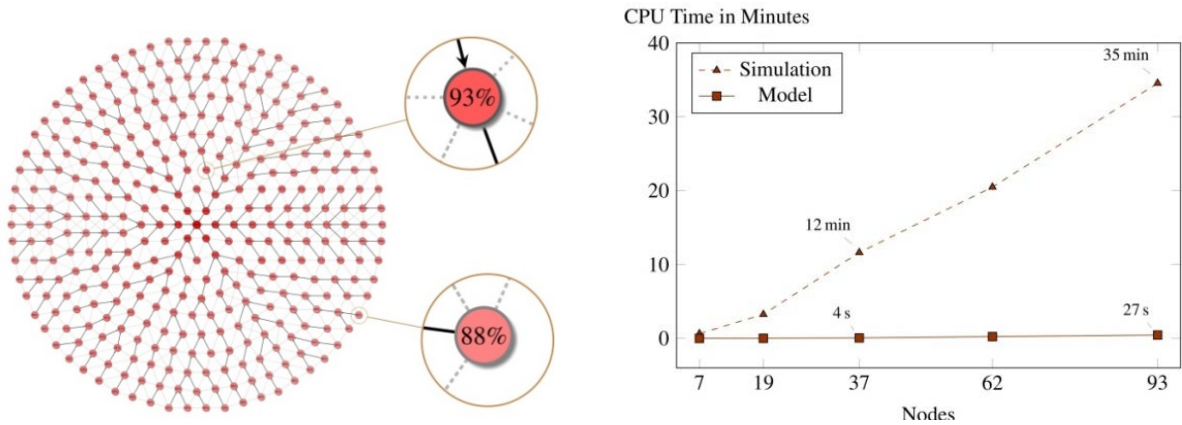 93%
88%
CPU Time in Minutes
40
30
20
10
0
Simulation
Model
35 min
12 min
4 s
27 s
7 19 37 62 93
Nodes